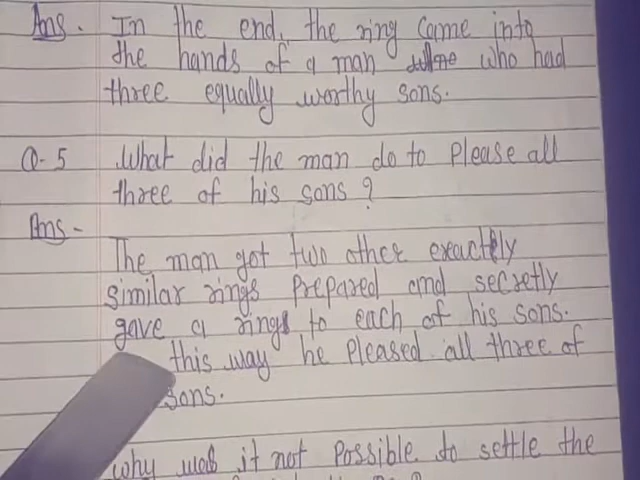 Ans. In the end, the ring came into
the hands of a man who had
three equally worthy sons.
Q-5 What did the man do to Please all
three of his sons?
Ans-
The man got two other exactely
similar rings Prepared and secretly
gave a rings to each of his sons.
this way he Pleased all three of
sons.
why was it not Possible to settle the